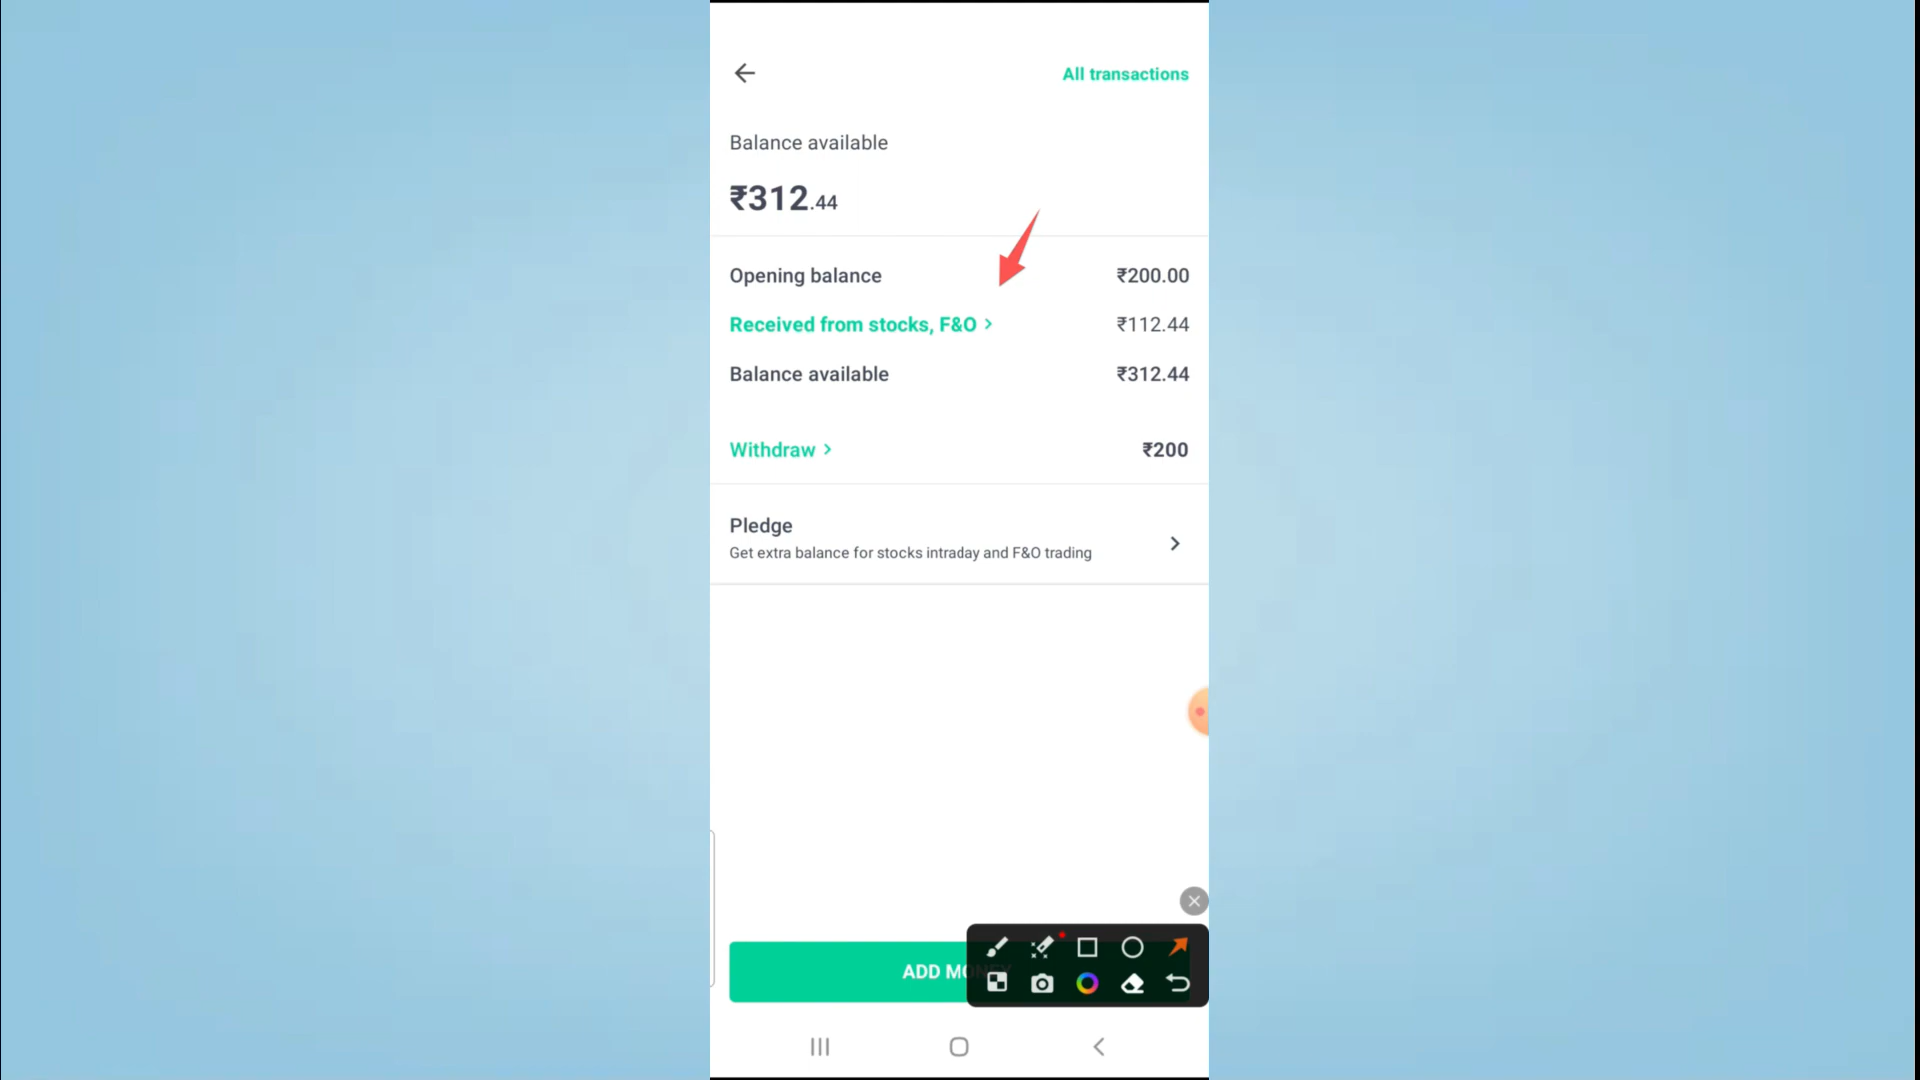 All transactions
Balance available
₹312.44
Opening balance ₹200.00
Received from stocks, F&O > ₹112.44
Balance available ₹312.44
Withdraw > ₹200
Pledge
Get extra balance for stocks intraday and F&O trading
ADD MONEY